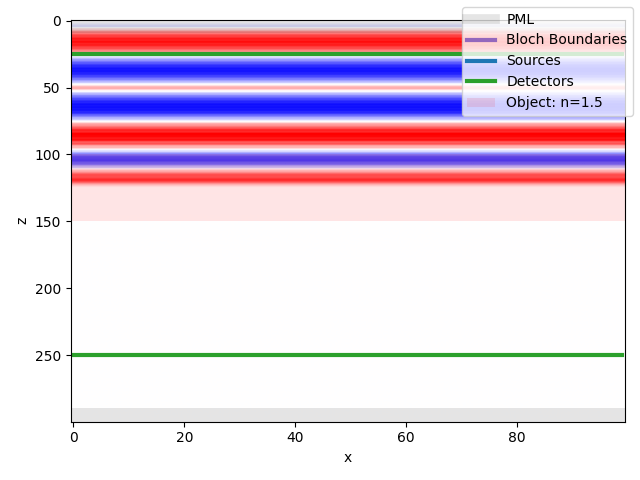 PML
Bloch Boundaries
Sources
Detectors
Object: n=1.5
0
50
100
150
200
250
z
0 20 40 60 80
x